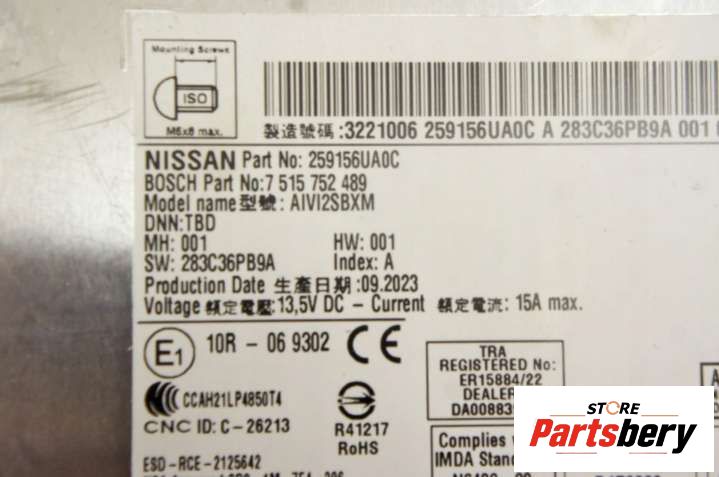 Mounting Screws
ISO
M5x8 max.
製造號碼:3221006 259156UA0C A 283C36PB9A 001
NISSAN Part No: 259156UA0C
BOSCH Part No:7 515 752 489
Model name型號: AIVI2SBXM
DNN:TBD
MH: 001 HW: 001
SW: 283C36PB9A Index: A
Production Date 生產日期:09.2023
Voltage 額定電壓:13,5V DC - Current 額定電流: 15A max.
E1 10R - 06 9302 CE
CCAH21LP4850T4
CNC ID: C-26213
R41217
RoHS
TRA
REGISTERED No:
ER15884/22
DEALER
Complies
IMDA Stand
ESD-RCE-2125642
STORE
Partsbery